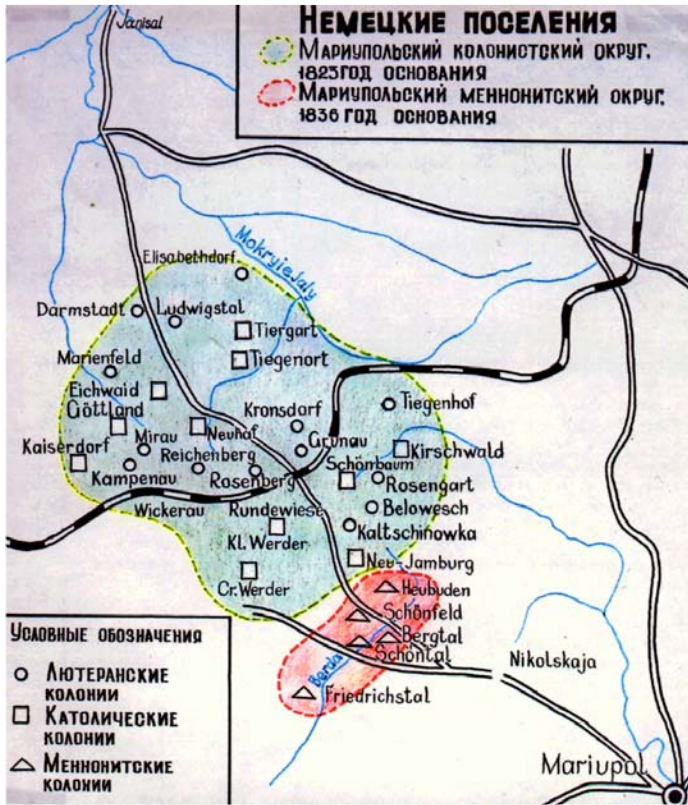 Janisal
НЕМЕЦКИЕ ПОСЕЛЕНИЯ
МАРИУПОЛЬСКИЙ КОЛОНИСТСКИЙ ОКРУГ.
1823 ГОД ОСНОВАНИЯ
МАРИУПОЛЬСКИЙ МЕННОНИТСКИЙ ОКРУГ.
1836 ГОД ОСНОВАНИЯ
Elisabethdorf
Mokryie Jaly
Darmstadt
Ludwigstal
Tiergart
Tiegenort
Marienfeld
Eichwald
Göttland
Kronsdorf
Tiegenhof
Mirau
Neuhaf
Grunau
Kaiserdorf
Reichenberg
Kirschwald
Schönbaum
Kampenau
Rosenberg
Rosengart
Wickerau
Rundewiese
Belowesch
Kl. Werder
Kaltschinowka
Neu-Jamburg
Cr. Werder
Heubuden
Schönfeld
Bergtal
Schöntal
Berda
Nikolskaja
Friedrichstal
Mariupol
УСЛОВНЫЕ ОБОЗНАЧЕНИЯ
ЛЮТЕРАНСКИЕ
КОЛОНИИ
КАТОЛИЧЕСКИЕ
КОЛОНИИ
МЕННОНИТСКИЕ
КОЛОНИИ